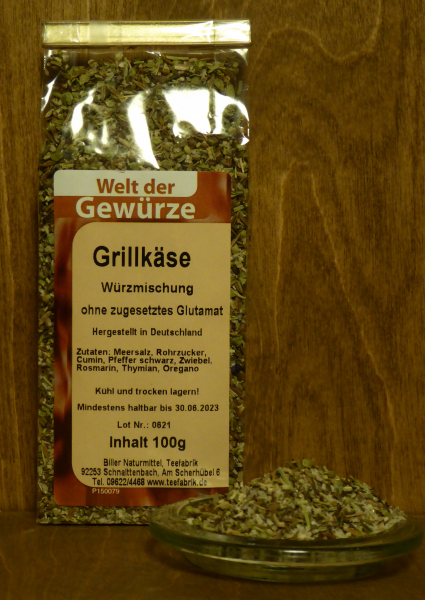 Welt der
Gewürze
Grillkäse
Würzmischung
ohne zugesetztes Glutamat
Hergestellt in Deutschland
Zutaten: Meersalz, Rohrzucker,
Cumin, Pfeffer schwarz, Zwiebel,
Rosmarin, Thymian, Oregano
Kühl und trocken lagern!
Mindestens haltbar bis 30.06.2023
Lot Nr.: 0621
Inhalt 100g
Biller Naturmittel, Teefabrik
92253 Schnaittenbach, Am Scherhübel 6
Tel. 09622/4468 www.teefabrik.de
P150079